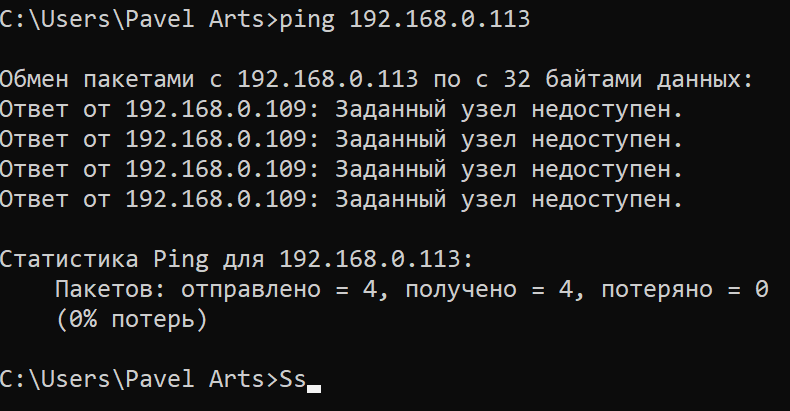 C:\Users\Pavel Arts>ping 192.168.0.113
Обмен пакетами с 192.168.0.113 по с 32 байтами данных:
Ответ от 192.168.0.109: Заданный узел недоступен.
Ответ от 192.168.0.109: Заданный узел недоступен.
Ответ от 192.168.0.109: Заданный узел недоступен.
Ответ от 192.168.0.109: Заданный узел недоступен.
Статистика Ping для 192.168.0.113:
Пакетов: отправлено = 4, получено = 4, потеряно = 0
(0% потерь)
C:\Users\Pavel Arts>Ss